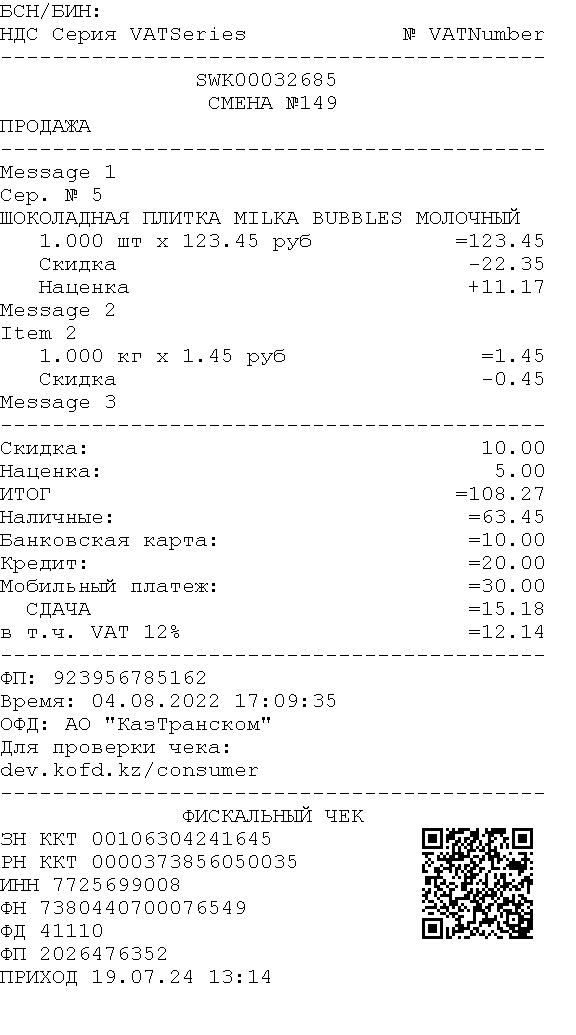 БСН/БИН:
НДС Серия VATSeries № VATNumber
------------------------------------------
SWK00032685
СМЕНА №149
ПРОДАЖА
------------------------------------------
Message 1
Сер. № 5
ШОКОЛАДНАЯ ПЛИТКА MILKA BUBBLES МОЛОЧНЫЙ
1.000 шт х 123.45 руб =123.45
Скидка -22.35
Наценка +11.17
Message 2
Item 2
1.000 кг х 1.45 руб =1.45
Скидка -0.45
Message 3
------------------------------------------
Скидка: 10.00
Наценка: 5.00
ИТОГ =108.27
Наличные: =63.45
Банковская карта: =10.00
Кредит: =20.00
Мобильный платеж: =30.00
СДАЧА =15.18
в т.ч. VAT 12% =12.14
------------------------------------------
ФП: 923956785162
Время: 04.08.2022 17:09:35
ОФД: АО "КазТранском"
Для проверки чека:
dev.kofd.kz/consumer
------------------------------------------
ФИСКАЛЬНЫЙ ЧЕК
ЗН ККТ 00106304241645
РН ККТ 0000373856050035
ИНН 7725699008
ФН 7380440700076549
ФД 41110
ФП 2026476352
ПРИХОД 19.07.24 13:14